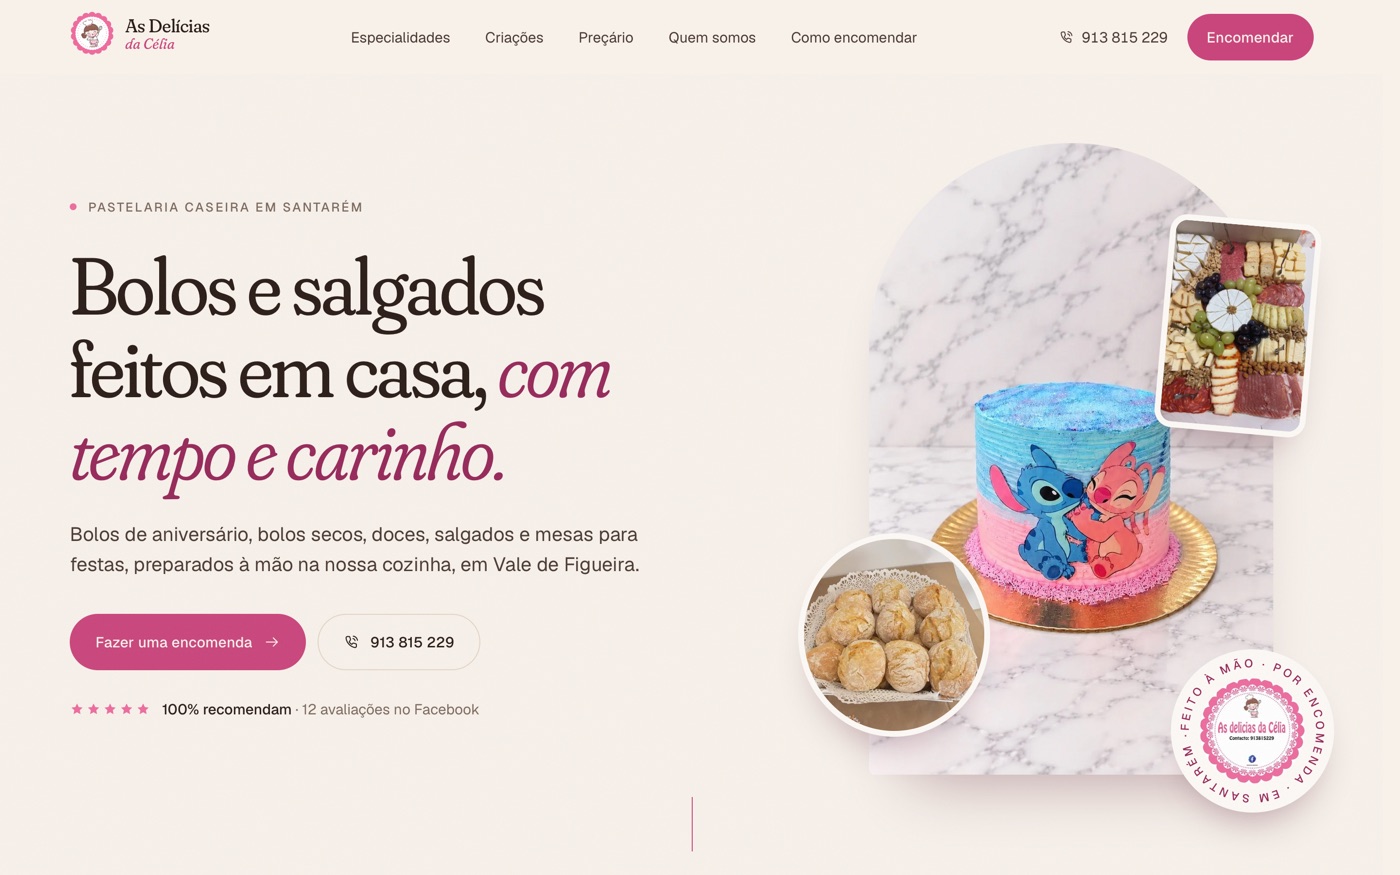 As Delícias
da Célia
Especialidades
Criações
Preçário
Quem somos
Como encomendar
913 815 229
Encomendar
PASTELARIA CASEIRA EM SANTARÉM
Bolos e salgados
feitos em casa, com
tempo e carinho.
Bolos de aniversário, bolos secos, doces, salgados e mesas para
festas, preparados à mão na nossa cozinha, em Vale de Figueira.
Fazer uma encomenda
913 815 229
100% recomendam · 12 avaliações no Facebook
FEITO À MÃO · POR ENCOMENDA · EM SANTARÉM ·
As delicias da Célia
Contacto: 913815229